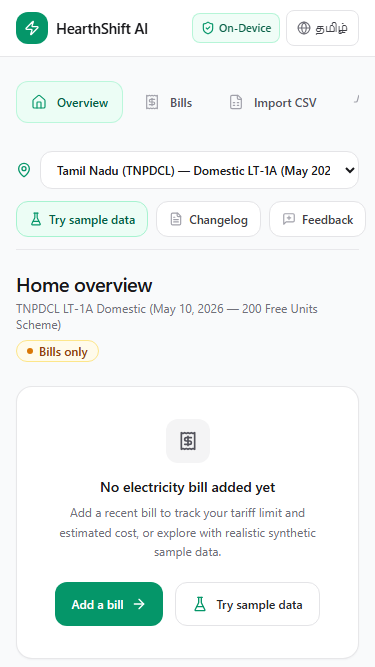 HearthShift AI
On-Device
தமிழ்
Overview
Bills
Import CSV
Tamil Nadu (TNPDCL) — Domestic LT-1A (May 202
Try sample data
Changelog
Feedback
Home overview
TNPDCL LT-1A Domestic (May 10, 2026 — 200 Free Units
Scheme)
Bills only
No electricity bill added yet
Add a recent bill to track your tariff limit and
estimated cost, or explore with realistic synthetic
sample data.
Add a bill
Try sample data